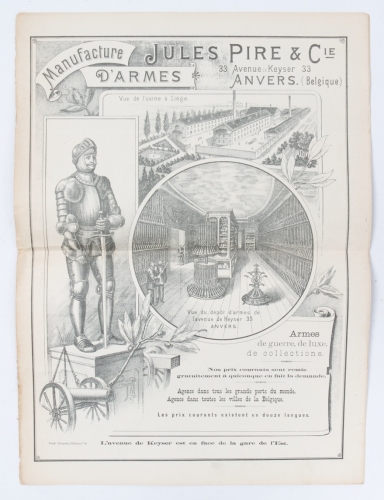 Manufacture
D'ARMES
JULES PIRE & CIE
33 Avenue de Keyser 33
ANVERS. (Belgique)
Vue de l'usine à Liège
Vue du dépôt d'armes de
l'avenue de Keyser 33
ANVERS.
Armes
de guerre, de luxe,
de collections.
Nos prix courants sont remis
gratuitement à quiconque en fait la demande.
Agence dans tous les grands ports du monde,
Agence dans toutes les villes de la Belgique.
Les prix courants existent en douze langues.
L'avenue de Keyser est en face de la gare de l'Est.